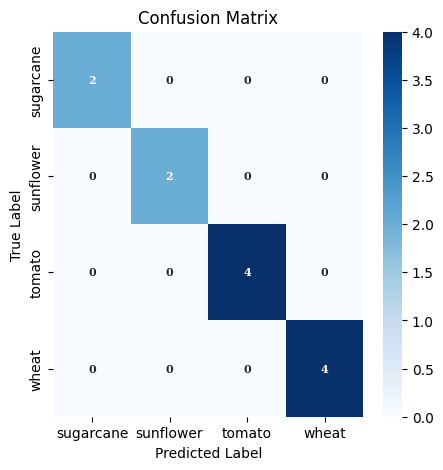 Confusion Matrix
True Label
sugarcane 2 0 0 0
sunflower 0 2 0 0
tomato 0 0 4 0
wheat 0 0 0 4
sugarcane sunflower tomato wheat
Predicted Label
4.0
3.5
3.0
2.5
2.0
1.5
1.0
0.5
0.0